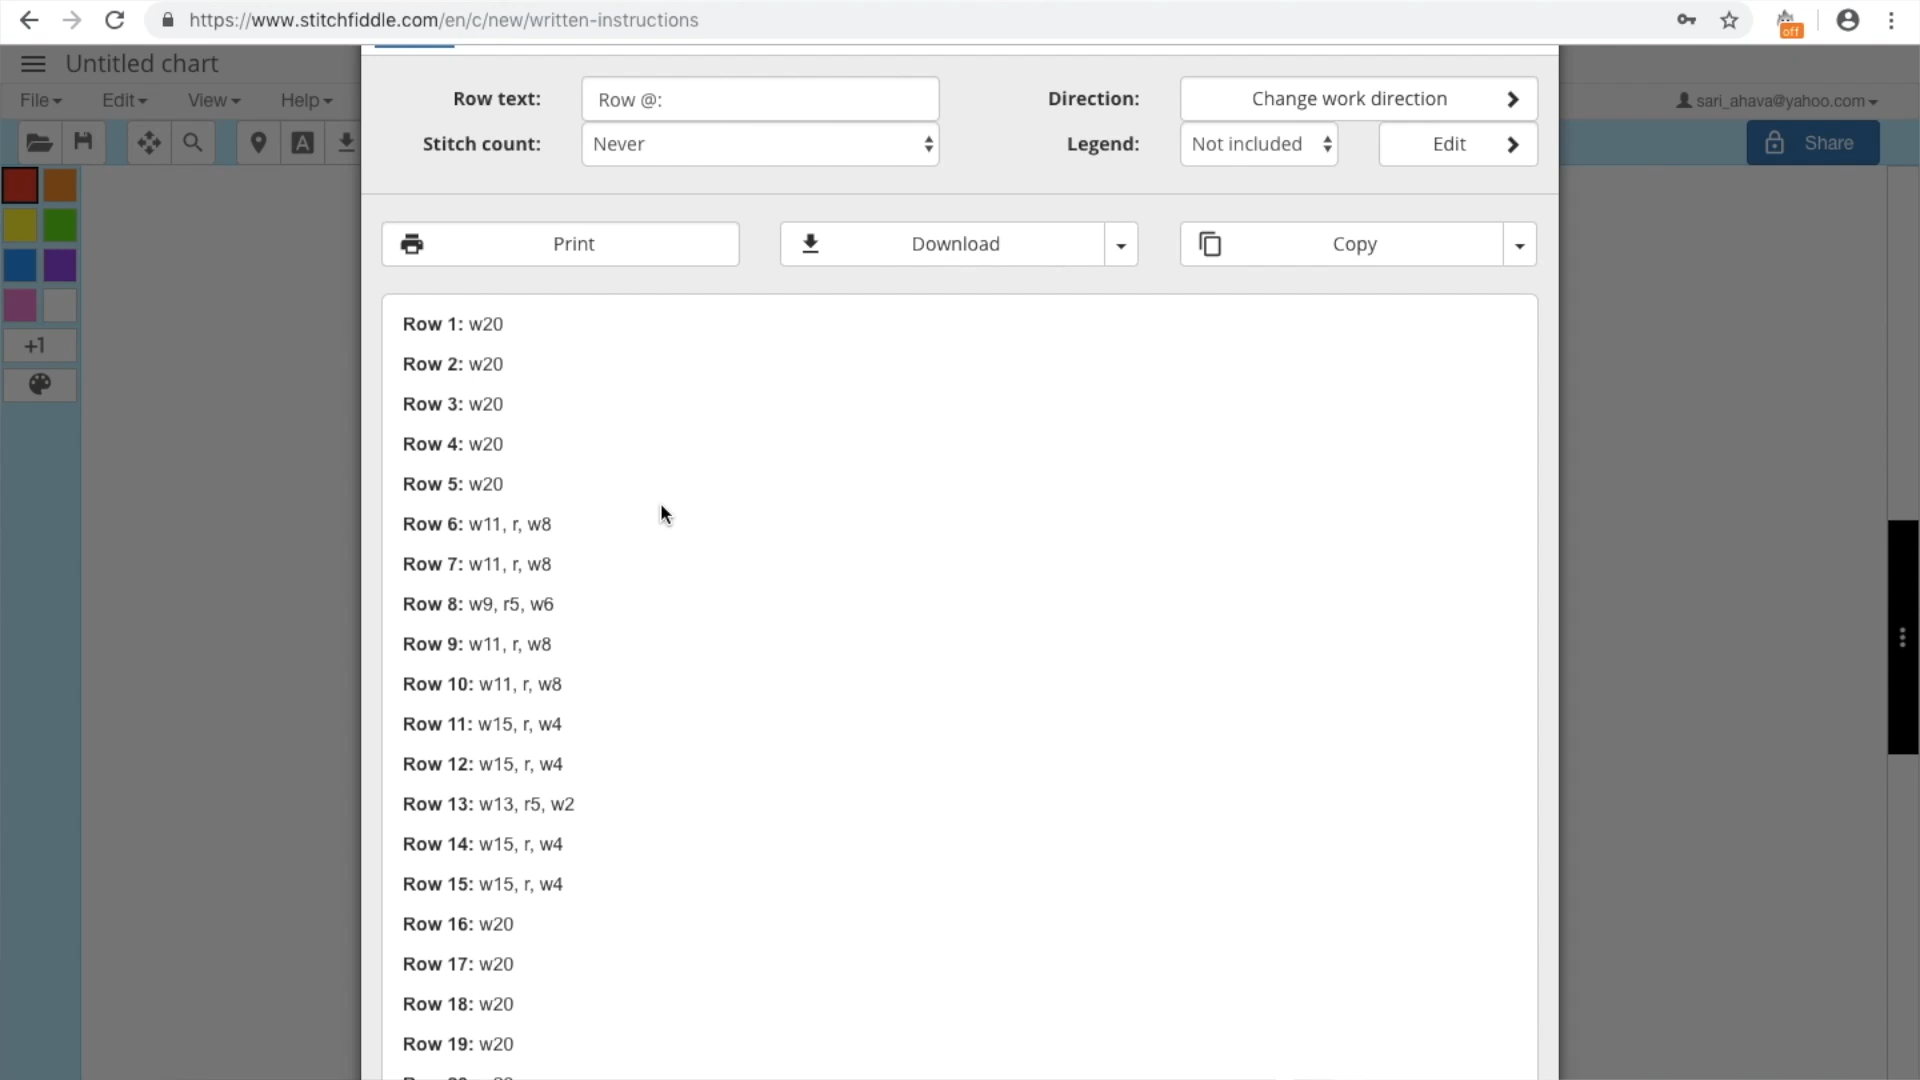 https://www.stitchfiddle.com/en/c/new/written-instructions
off
Untitled chart
File Edit View Help
sari_ahava@yahoo.com
Row text: Row @: Direction: Change work direction
Stitch count: Never Legend: Not included Edit
A
Share
Print Download Copy
+1
Row 1: w20
Row 2: w20
Row 3: w20
Row 4: w20
Row 5: w20
Row 6: w11, r, w8
Row 7: w11, r, w8
Row 8: w9, r5, w6
Row 9: w11, r, w8
Row 10: w11, r, w8
Row 11: w15, r, w4
Row 12: w15, r, w4
Row 13: w13, r5, w2
Row 14: w15, r, w4
Row 15: w15, r, w4
Row 16: w20
Row 17: w20
Row 18: w20
Row 19: w20